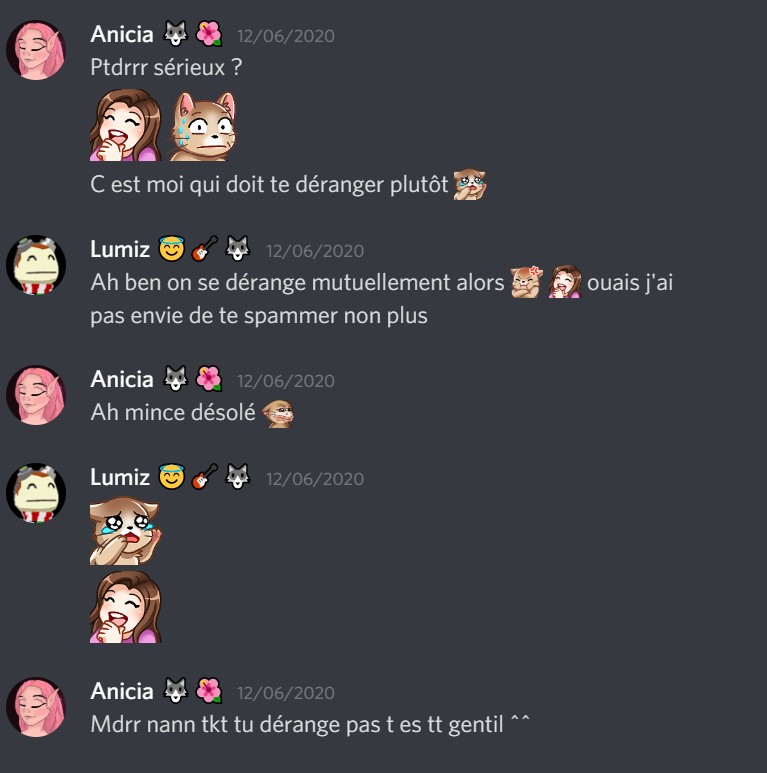 Anicia 🐺 🌺 12/06/2020
Ptdrrr sérieux ?
C est moi qui doit te déranger plutôt
Lumiz 😇 🎸 🐺 12/06/2020
Ah ben on se dérange mutuellement alors ouais j'ai
pas envie de te spammer non plus
Anicia 🐺 🌺 12/06/2020
Ah mince désolé
Lumiz 😇 🎸 🐺 12/06/2020
Anicia 🐺 🌺 12/06/2020
Mdrr nann tkt tu dérange pas t es tt gentil ^^